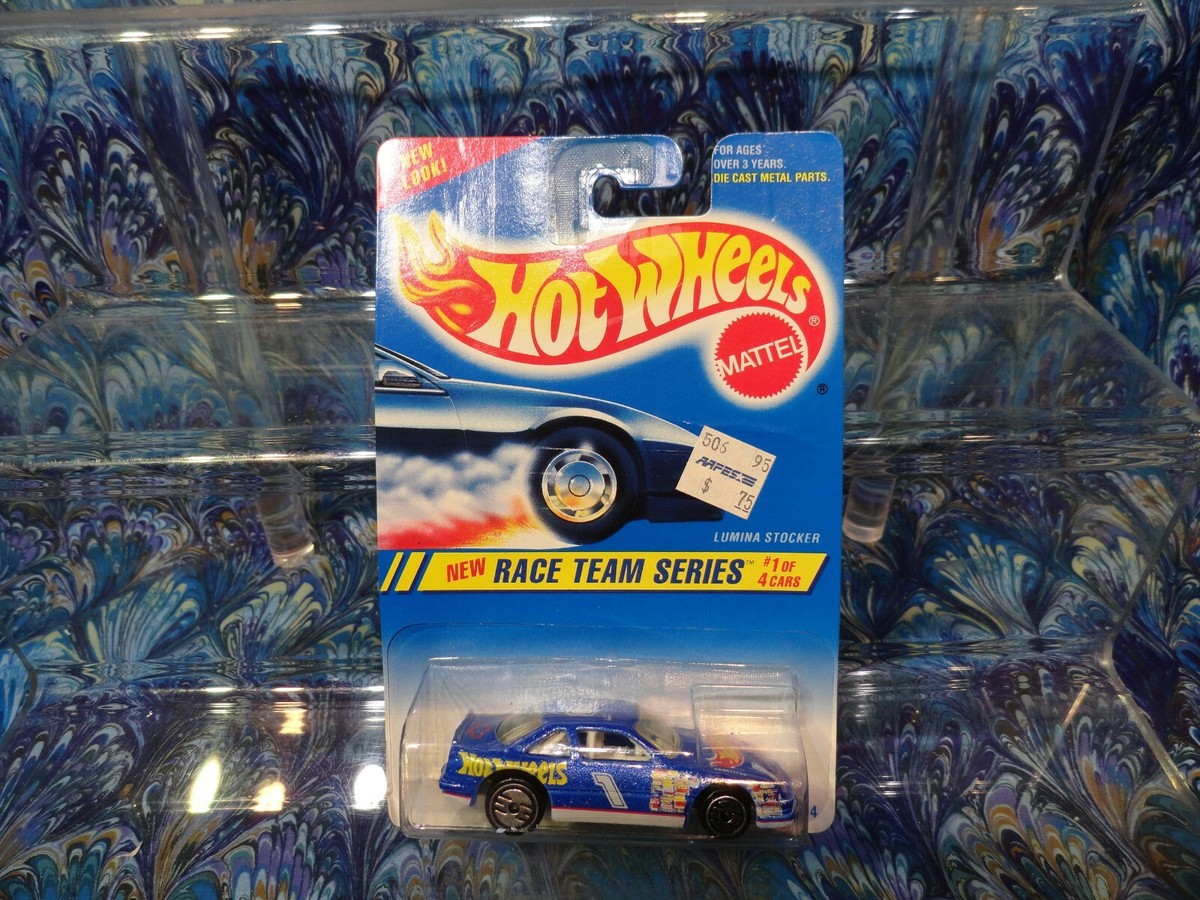 NEW
LOOK!
FOR AGES
OVER 3 YEARS.
DIE CAST METAL PARTS.
HOT WHEELS
®
MATTEL
®
506 95
AAFES
$ 75
LUMINA STOCKER
NEW RACE TEAM SERIES™ #1 OF
4 CARS
HOT WHEELS
1
4